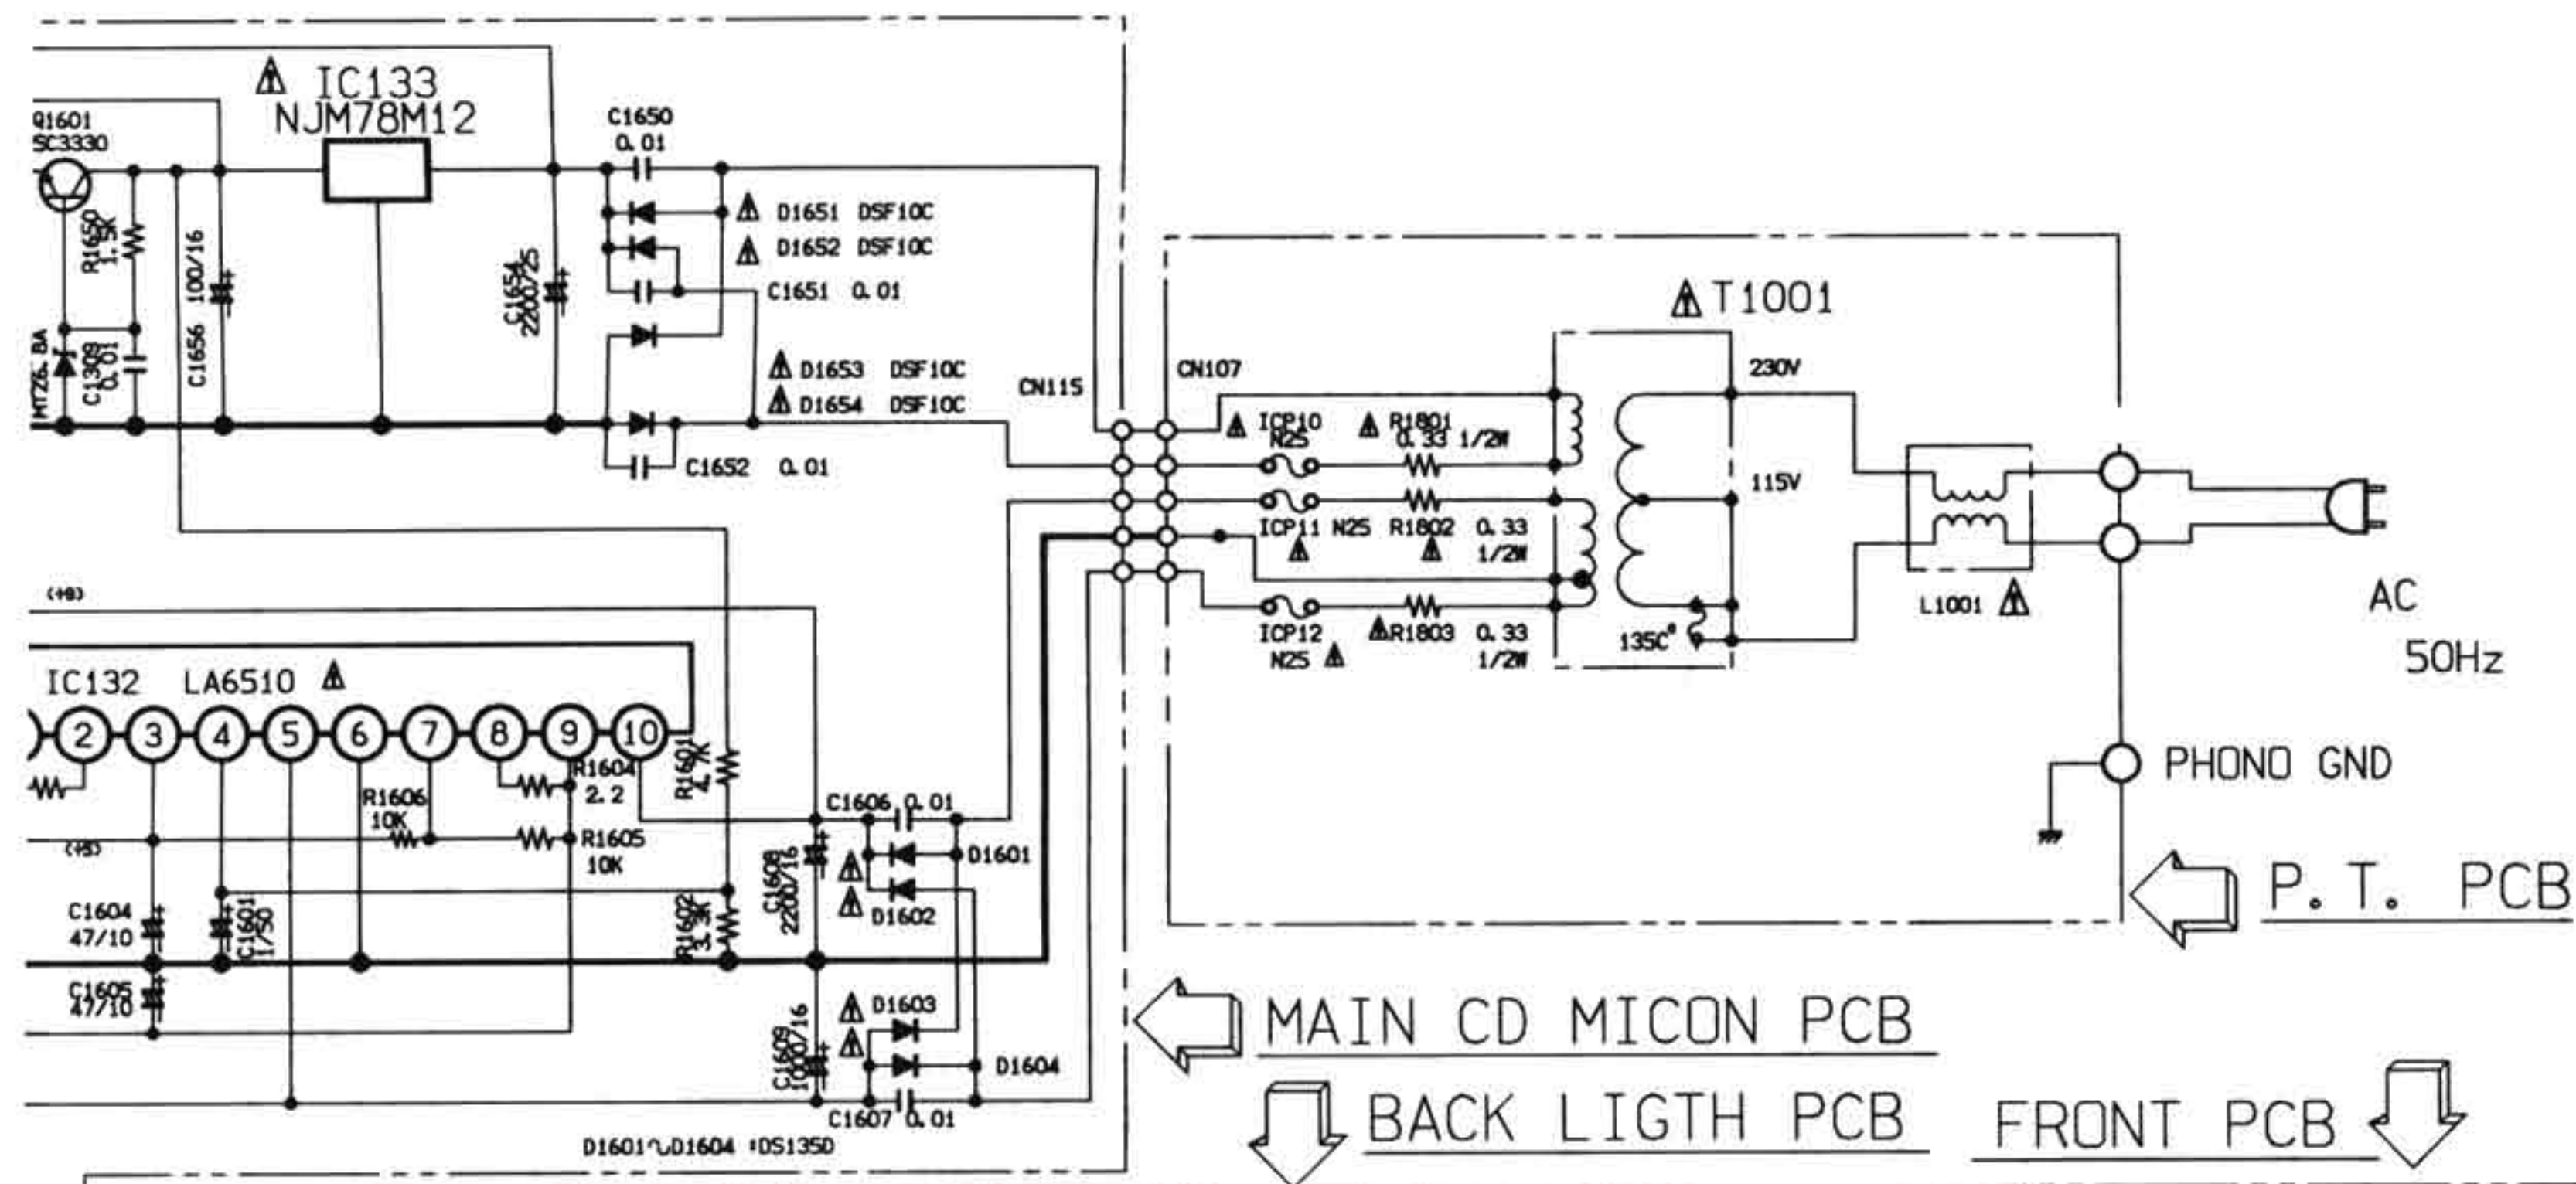 IC133
NJM78M12
Q1601
SC3330
R1650
1.5K
C1656 100/16
C1654
2200/25
C1650
0.01
D1651 DSF10C
D1652 DSF10C
C1651 0.01
D1653 DSF10C
D1654 DSF10C
C1652 0.01
MTZ6.8A
C1309
0.01
CN115
CN107
T1001
230V
115V
135C°
ICP10
N25
R1801
0.33 1/2W
ICP11 N25
R1802 0.33
1/2W
ICP12
N25
R1803 0.33
1/2W
L1001
AC
50Hz
PHONO GND
P.T. PCB
IC132 LA6510
2 3 4 5 6 7 8 9 10
R1601
4.7K
R1604
2.2
R1606
10K
R1605
10K
C1604
47/10
C1601
1/50
C1605
47/10
R1602
3.3K
C1606 0.01
C1608
2200/16
D1601
D1602
D1603
D1604
C1609
1000/16
C1607 0.01
D1601~D1604 :DS135D
MAIN CD MICON PCB
BACK LIGTH PCB
FRONT PCB